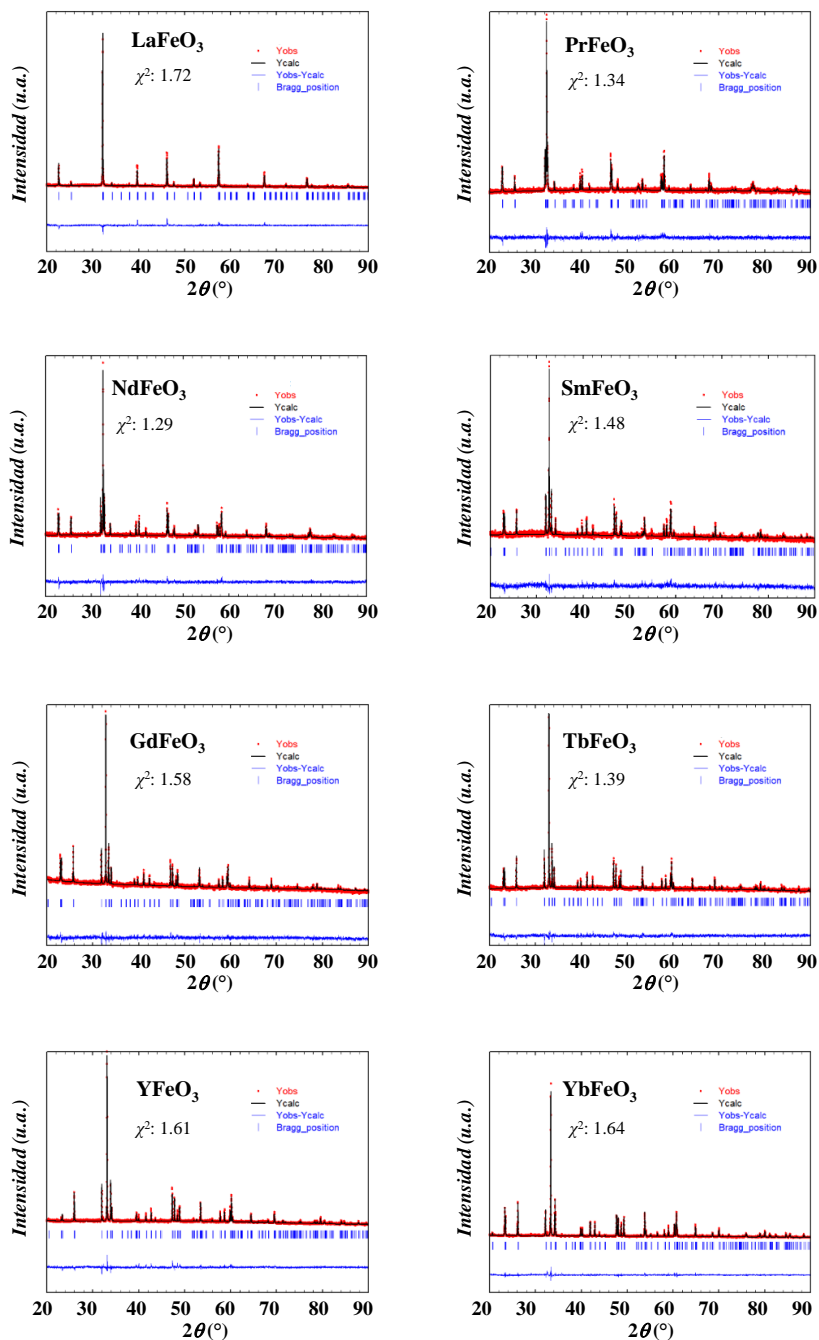 LaFeO3
χ2: 1.72
Yobs
Ycalc
Yobs-Ycalc
Bragg_position
Intensidad (u.a.)
20 30 40 50 60 70 80 90
2θ (°)
PrFeO3
χ2: 1.34
Yobs
Ycalc
Yobs-Ycalc
Bragg_position
Intensidad (u.a.)
20 30 40 50 60 70 80 90
2θ (°)
NdFeO3
χ2: 1.29
Yobs
Ycalc
Yobs-Ycalc
Bragg_position
Intensidad (u.a.)
20 30 40 50 60 70 80 90
2θ (°)
SmFeO3
χ2: 1.48
Yobs
Ycalc
Yobs-Ycalc
Bragg_position
Intensidad (u.a.)
20 30 40 50 60 70 80 90
2θ (°)
GdFeO3
χ2: 1.58
Yobs
Ycalc
Yobs-Ycalc
Bragg_position
Intensidad (u.a.)
20 30 40 50 60 70 80 90
2θ (°)
TbFeO3
χ2: 1.39
Yobs
Ycalc
Yobs-Ycalc
Bragg_position
Intensidad (u.a.)
20 30 40 50 60 70 80 90
2θ (°)
YFeO3
χ2: 1.61
Yobs
Ycalc
Yobs-Ycalc
Bragg_position
Intensidad (u.a.)
20 30 40 50 60 70 80 90
2θ (°)
YbFeO3
χ2: 1.64
Yobs
Ycalc
Yobs-Ycalc
Bragg_position
Intensidad (u.a.)
20 30 40 50 60 70 80 90
2θ (°)